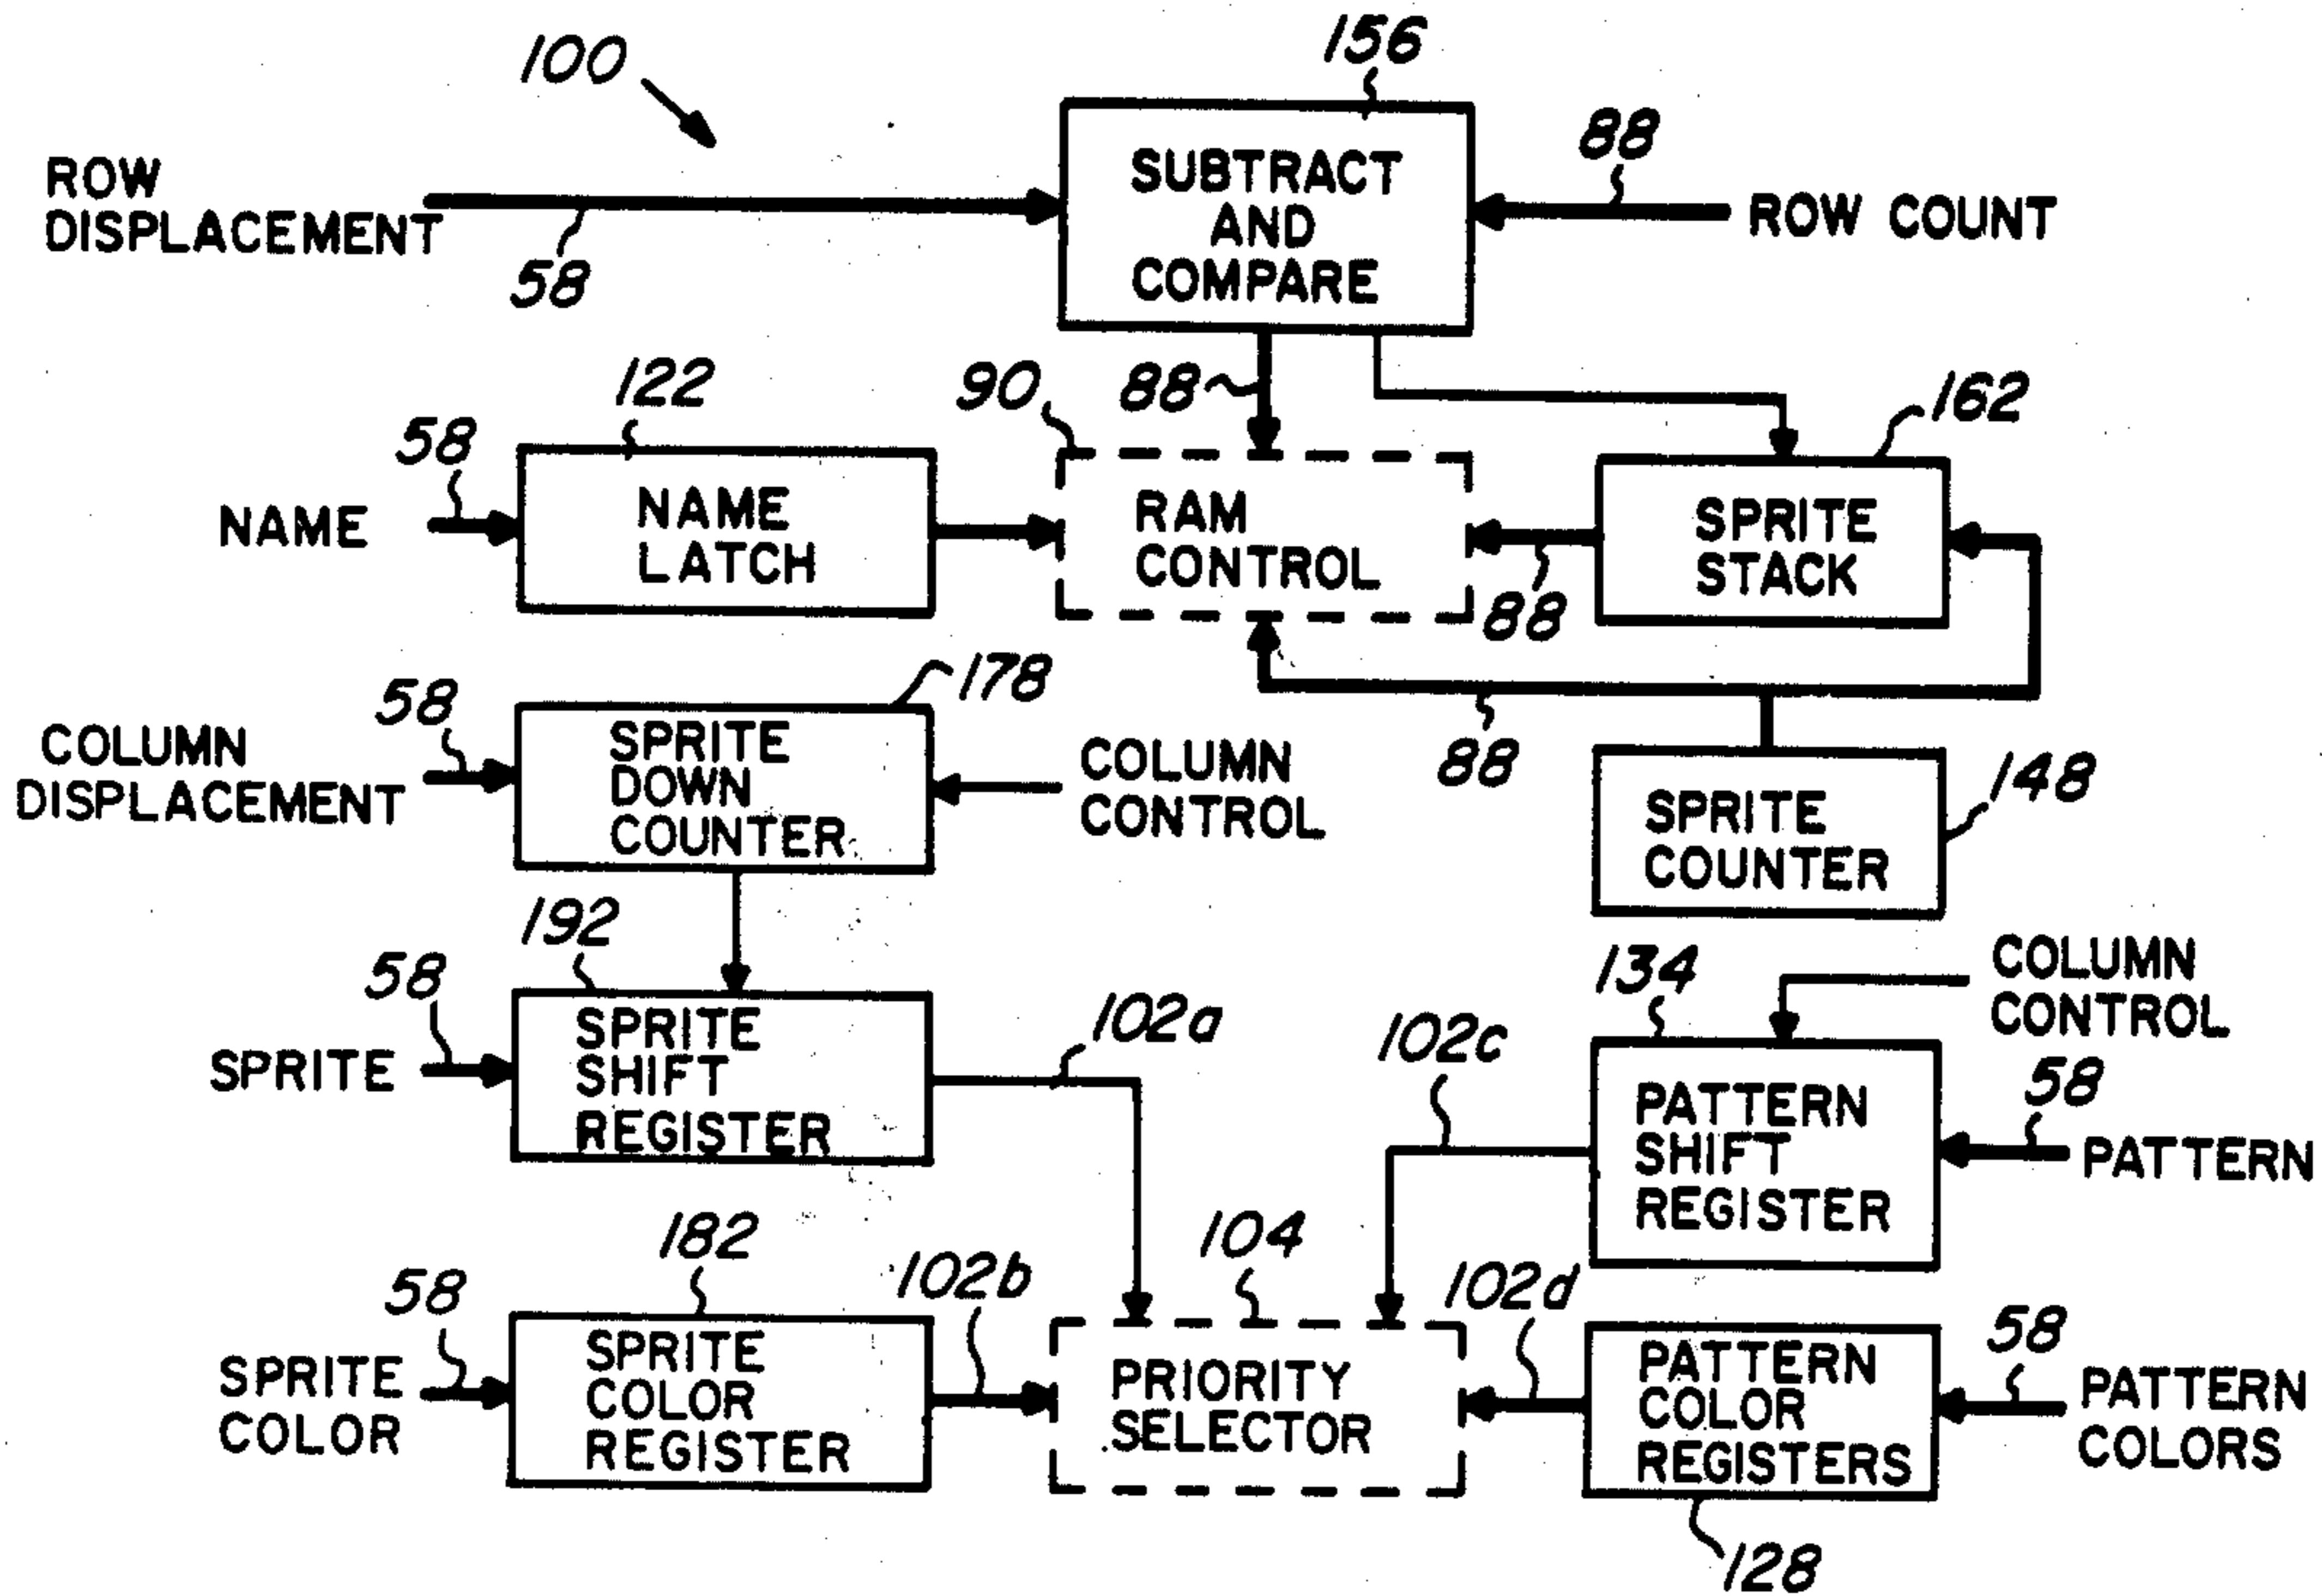 100
156
88
ROW
DISPLACEMENT
58
SUBTRACT
AND
COMPARE
ROW COUNT
122
90
88
162
58
NAME
NAME
LATCH
RAM
CONTROL
88
SPRITE
STACK
178
58
COLUMN
DISPLACEMENT
SPRITE
DOWN
COUNTER
COLUMN
CONTROL
88
148
SPRITE
COUNTER
192
58
SPRITE
SPRITE
SHIFT
REGISTER
102a
102c
134
COLUMN
CONTROL
58
PATTERN
SHIFT
REGISTER
PATTERN
182
58
SPRITE
COLOR
SPRITE
COLOR
REGISTER
102b
104
PRIORITY
SELECTOR
102d
58
PATTERN
COLOR
REGISTERS
PATTERN
COLORS
128